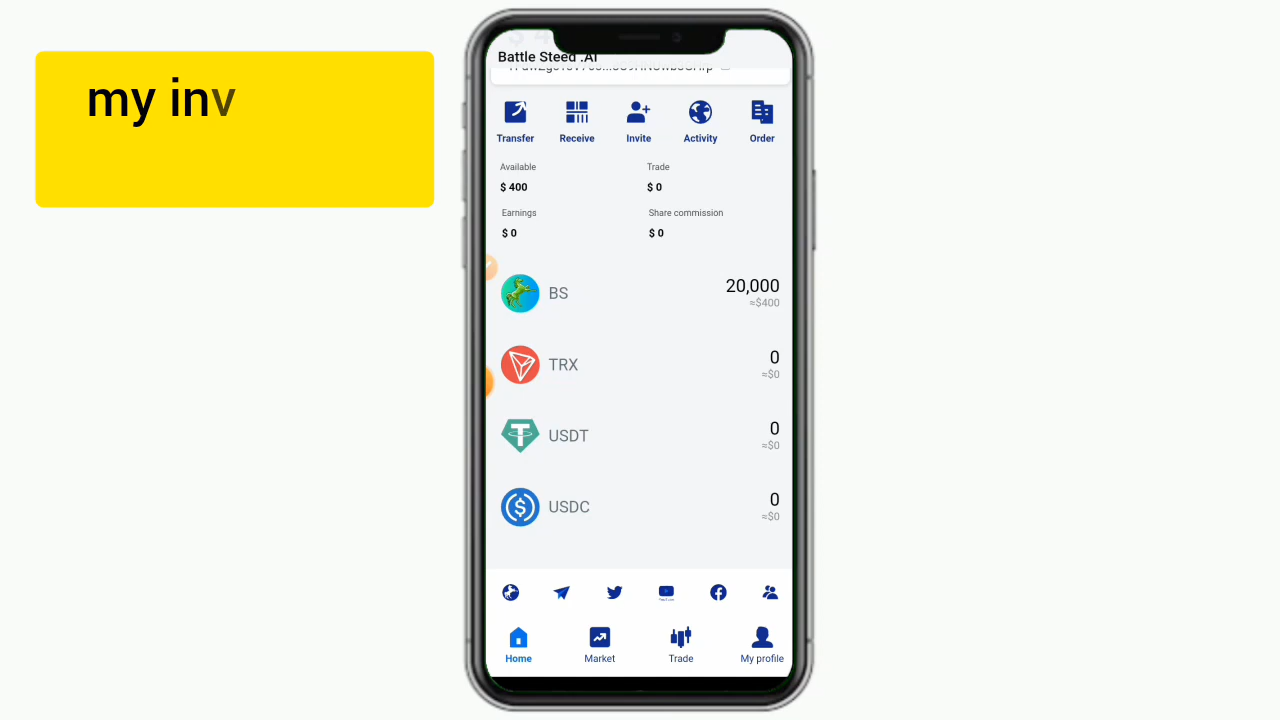 my inv
Battle Steed .AI
Transfer Receive Invite Activity Order
Available Trade
$ 400 $ 0
Earnings Share commission
$ 0 $ 0
BS 20,000
≈$400
TRX 0
≈$0
USDT 0
≈$0
USDC 0
≈$0
Home Market Trade My profile